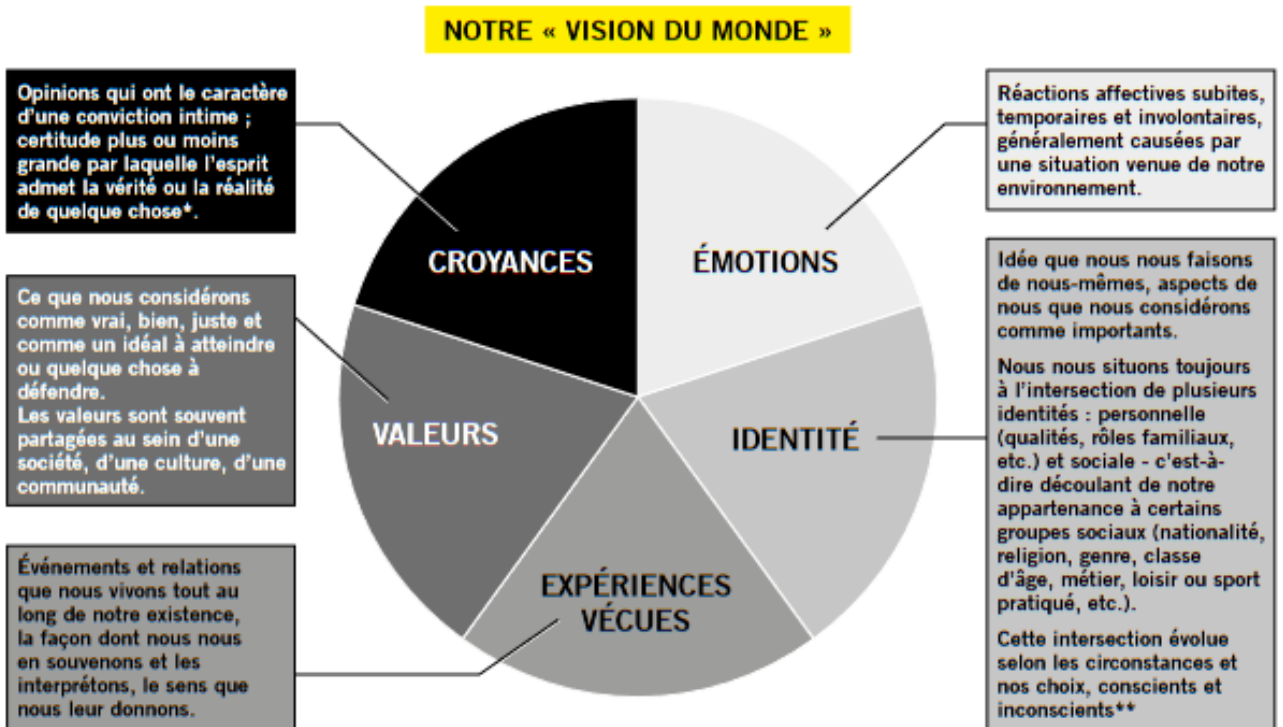 NOTRE « VISION DU MONDE »
Opinions qui ont le caractère
d'une conviction intime ;
certitude plus ou moins
grande par laquelle l'esprit
admet la vérité ou la réalité
de quelque chose*.
Ce que nous considérons
comme vrai, bien, juste et
comme un idéal à atteindre
ou quelque chose à
défendre.
Les valeurs sont souvent
partagées au sein d'une
société, d'une culture, d'une
communauté.
Événements et relations
que nous vivons tout au
long de notre existence,
la façon dont nous nous
en souvenons et les
interprétons, le sens que
nous leur donnons.
CROYANCES
ÉMOTIONS
VALEURS
IDENTITÉ
EXPÉRIENCES
VÉCUES
Réactions affectives subites,
temporaires et involontaires,
généralement causées par
une situation venue de notre
environnement.
Idée que nous nous faisons
de nous-mêmes, aspects de
nous que nous considérons
comme importants.
Nous nous situons toujours
à l'intersection de plusieurs
identités : personnelle
(qualités, rôles familiaux,
etc.) et sociale - c'est-à-
dire découlant de notre
appartenance à certains
groupes sociaux (nationalité,
religion, genre, classe
d'âge, métier, loisir ou sport
pratiqué, etc.).
Cette intersection évolue
selon les circonstances et
nos choix, conscients et
inconscients**